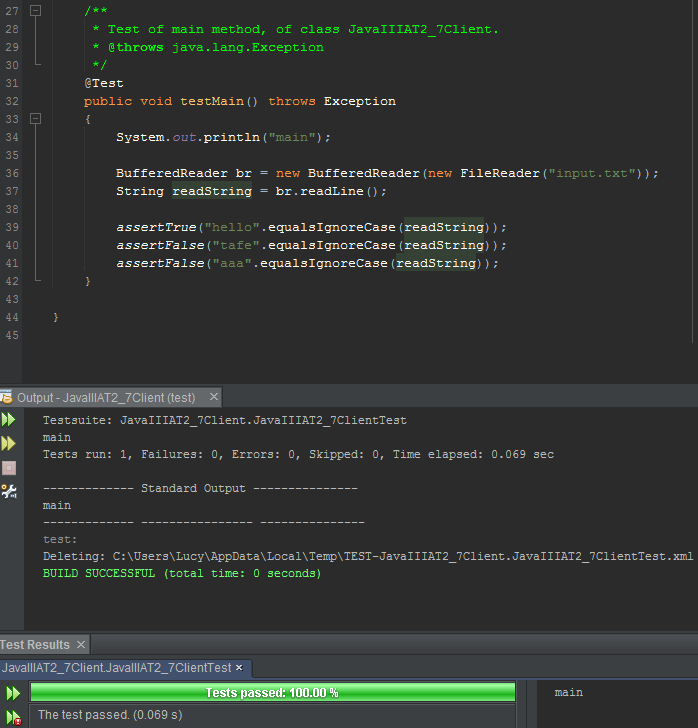 27 /**
28 * Test of main method, of class JavaIIIAT2_7Client.
29 * @throws java.lang.Exception
30 */
31 @Test
32 public void testMain() throws Exception
33 {
34 System.out.println("main");
35
36 BufferedReader br = new BufferedReader(new FileReader("input.txt"));
37 String readString = br.readLine();
38
39 assertTrue("hello".equalsIgnoreCase(readString));
40 assertFalse("tafe".equalsIgnoreCase(readString));
41 assertFalse("aaa".equalsIgnoreCase(readString));
42 }
43
44 }
45
Output - JavaIIIAT2_7Client (test) ×
Testsuite: JavaIIIAT2_7Client.JavaIIIAT2_7ClientTest
main
Tests run: 1, Failures: 0, Errors: 0, Skipped: 0, Time elapsed: 0.069 sec
------------- Standard Output ---------------
main
------------- ---------------- ---------------
test:
Deleting: C:\Users\Lucy\AppData\Local\Temp\TEST-JavaIIIAT2_7Client.JavaIIIAT2_7ClientTest.xml
BUILD SUCCESSFUL (total time: 0 seconds)
Test Results ×
JavaIIIAT2_7Client.JavaIIIAT2_7ClientTest ×
Tests passed: 100.00 %
main
The test passed. (0.069 s)